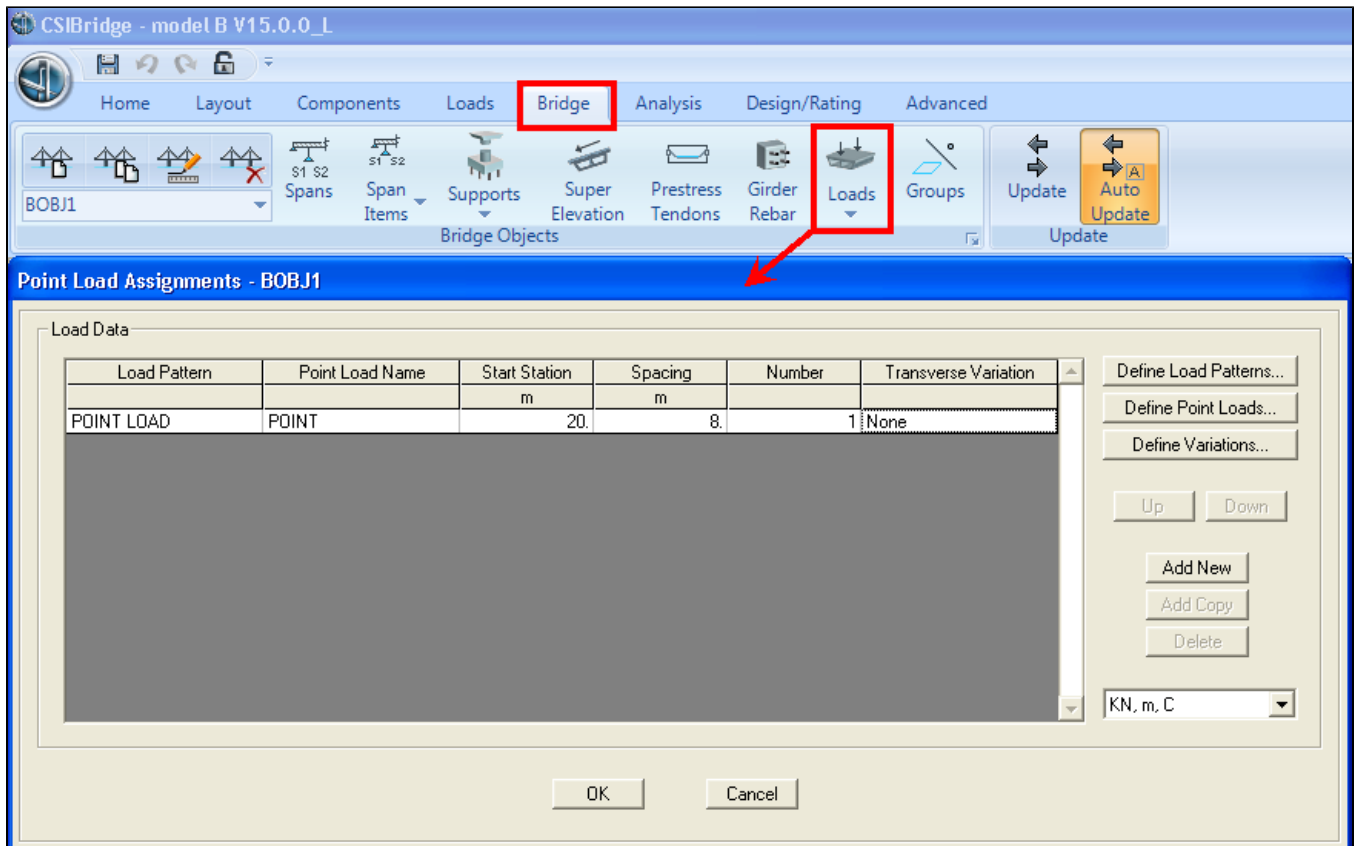 CSIBridge - model B V15.0.0_L
Home Layout Components Loads Bridge Analysis Design/Rating Advanced
S1 S2
S1 S2
BOBJ1
Spans
Span Items
Supports
Super Elevation
Prestress Tendons
Girder Rebar
Loads
Groups
Update
A
Auto Update
Bridge Objects
Update
Point Load Assignments - BOBJ1
Load Data
Load Pattern Point Load Name Start Station Spacing Number Transverse Variation
m m
POINT LOAD POINT 20. 8. 1 None
Define Load Patterns...
Define Point Loads...
Define Variations...
Up Down
Add New
Add Copy
Delete
KN, m, C
OK Cancel